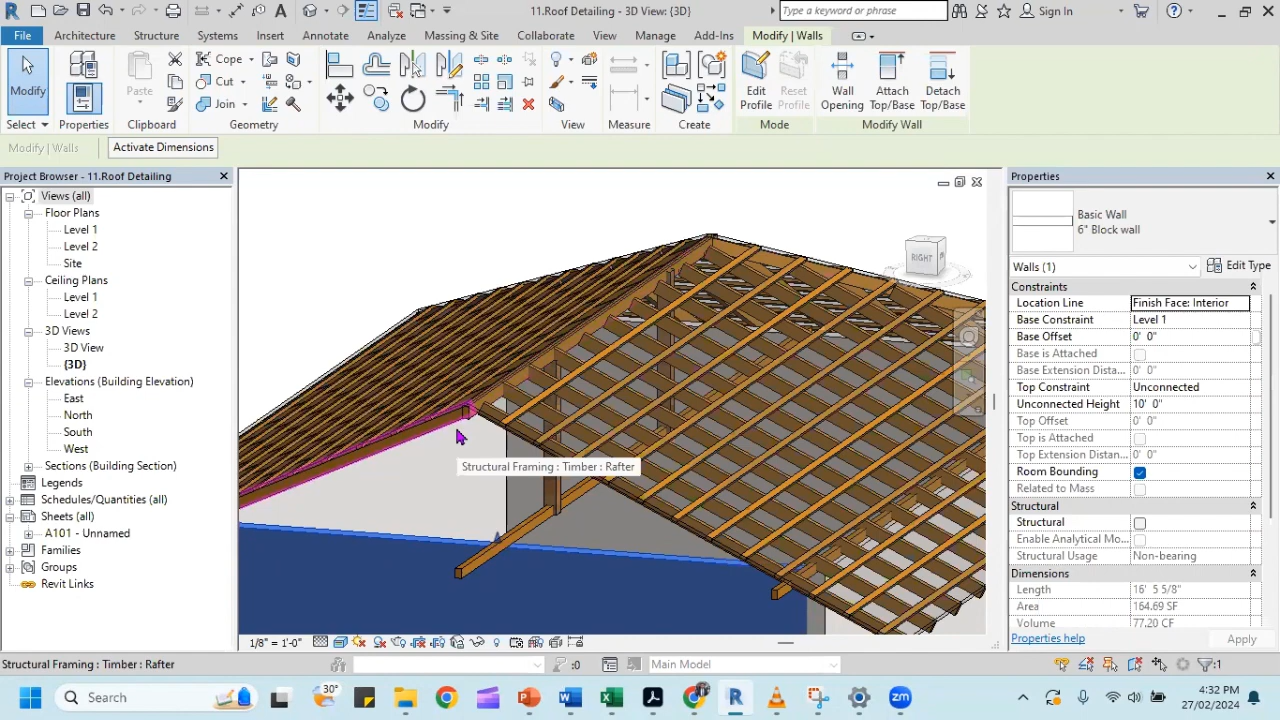 11.Roof Detailing - 3D View: {3D}
Type a keyword or phrase
Sign In
File
Architecture
Structure
Systems
Insert
Annotate
Analyze
Massing & Site
Collaborate
View
Manage
Add-Ins
Modify | Walls
Modify
Select
Properties
Paste
Clipboard
Cope
Cut
Join
Geometry
Modify
View
Measure
Create
Edit Profile
Reset Profile
Mode
Wall Opening
Attach Top/Base
Detach Top/Base
Modify Wall
Modify | Walls
Activate Dimensions
Project Browser - 11.Roof Detailing
Views (all)
Floor Plans
Level 1
Level 2
Site
Ceiling Plans
Level 1
Level 2
3D Views
3D View
{3D}
Elevations (Building Elevation)
East
North
South
West
Sections (Building Section)
Legends
Schedules/Quantities (all)
Sheets (all)
A101 - Unnamed
Families
Groups
Revit Links
RIGHT
Structural Framing : Timber : Rafter
1/8" = 1'-0"
Properties
Basic Wall
6" Block wall
Walls (1)
Edit Type
Constraints
Location Line Finish Face: Interior
Base Constraint Level 1
Base Offset 0' 0"
Base is Attached
Base Extension Dista... 0' 0"
Top Constraint Unconnected
Unconnected Height 10' 0"
Top Offset 0' 0"
Top is Attached
Top Extension Distan... 0' 0"
Room Bounding
Related to Mass
Structural
Structural
Enable Analytical Mo...
Structural Usage Non-bearing
Dimensions
Length 16' 5 5/8"
Area 164.69 SF
Volume 77.20 CF
Properties help
Apply
Structural Framing : Timber : Rafter
:0
Main Model
:1
Search
30°
zm
4:32 PM
27/02/2024